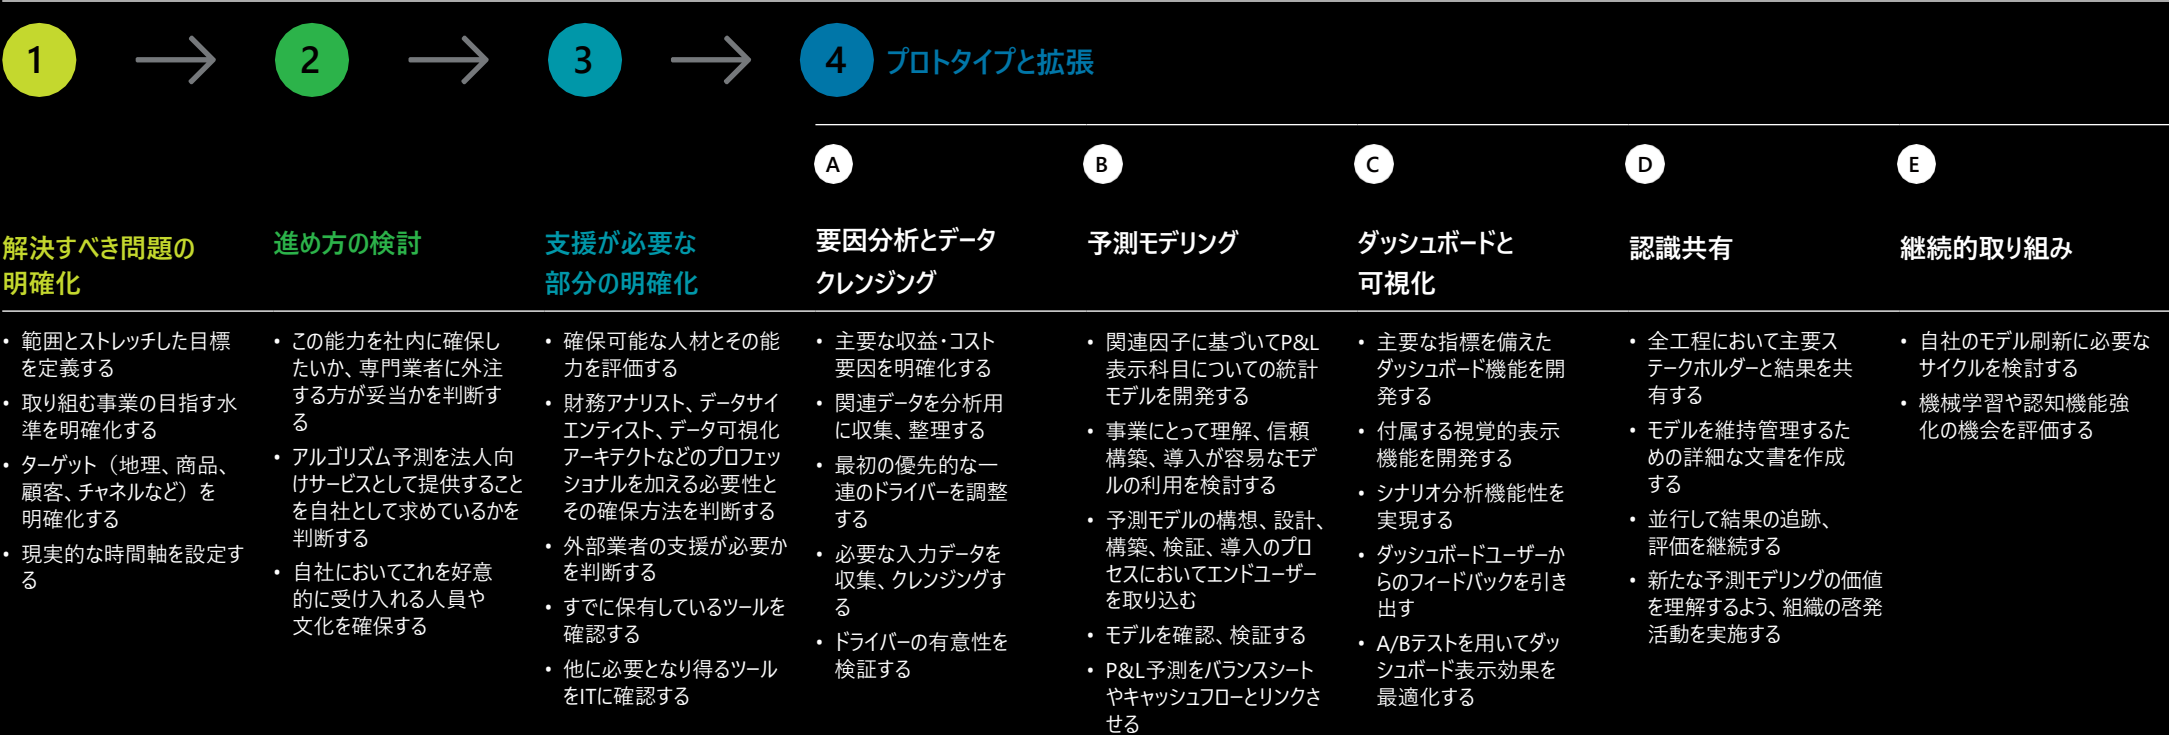 1
2
3
4
プロトタイプと拡張
A
B
C
D
E
解決すべき問題の
明確化
進め方の検討
支援が必要な
部分の明確化
要因分析とデータ
クレンジング
予測モデリング
ダッシュボードと
可視化
認識共有
継続的取り組み
• 範囲とストレッチした目標
を定義する
• 取り組む事業の目指す水
準を明確化する
• ターゲット（地理、商品、
顧客、チャネルなど）を
明確化する
• 現実的な時間軸を設定す
る
• この能力を社内に確保し
たいか、専門業者に外注
する方が妥当かを判断す
る
• アルゴリズム予測を法人向
けサービスとして提供すること
を自社として求めているかを
判断する
• 自社においてこれを好意
的に受け入れる人員や
文化を確保する
• 確保可能な人材とその能
力を評価する
• 財務アナリスト、データサイ
エンティスト、データ可視化
アーキテクトなどのプロフェッ
ショナルを加える必要性と
その確保方法を判断する
• 外部業者の支援が必要か
を判断する
• すでに保有しているツールを
確認する
• 他に必要となり得るツール
をITに確認する
• 主要な収益・コスト
要因を明確化する
• 関連データを分析用
に収集、整理する
• 最初の優先的な一
連のドライバーを調整
する
• 必要な入力データを
収集、クレンジングす
る
• ドライバーの有意性を
検証する
• 関連因子に基づいてP&L
表示科目についての統計
モデルを開発する
• 事業にとって理解、信頼
構築、導入が容易なモデ
ルの利用を検討する
• 予測モデルの構想、設計、
構築、検証、導入のプロ
セスにおいてエンドユーザー
を取り込む
• モデルを確認、検証する
• P&L予測をバランスシート
やキャッシュフローとリンクさ
せる
• 主要な指標を備えた
ダッシュボード機能を開
発する
• 付属する視覚的表示
機能を開発する
• シナリオ分析機能性を
実現する
• ダッシュボードユーザーか
らのフィードバックを引き
出す
• A/Bテストを用いてダッ
シュボード表示効果を
最適化する
• 全工程において主要ス
テークホルダーと結果を共
有する
• モデルを維持管理するた
めの詳細な文書を作成
する
• 並行して結果の追跡、
評価を継続する
• 新たな予測モデリングの価値
を理解するよう、組織の啓発
活動を実施する
• 自社のモデル刷新に必要な
サイクルを検討する
• 機械学習や認知機能強
化の機会を評価する